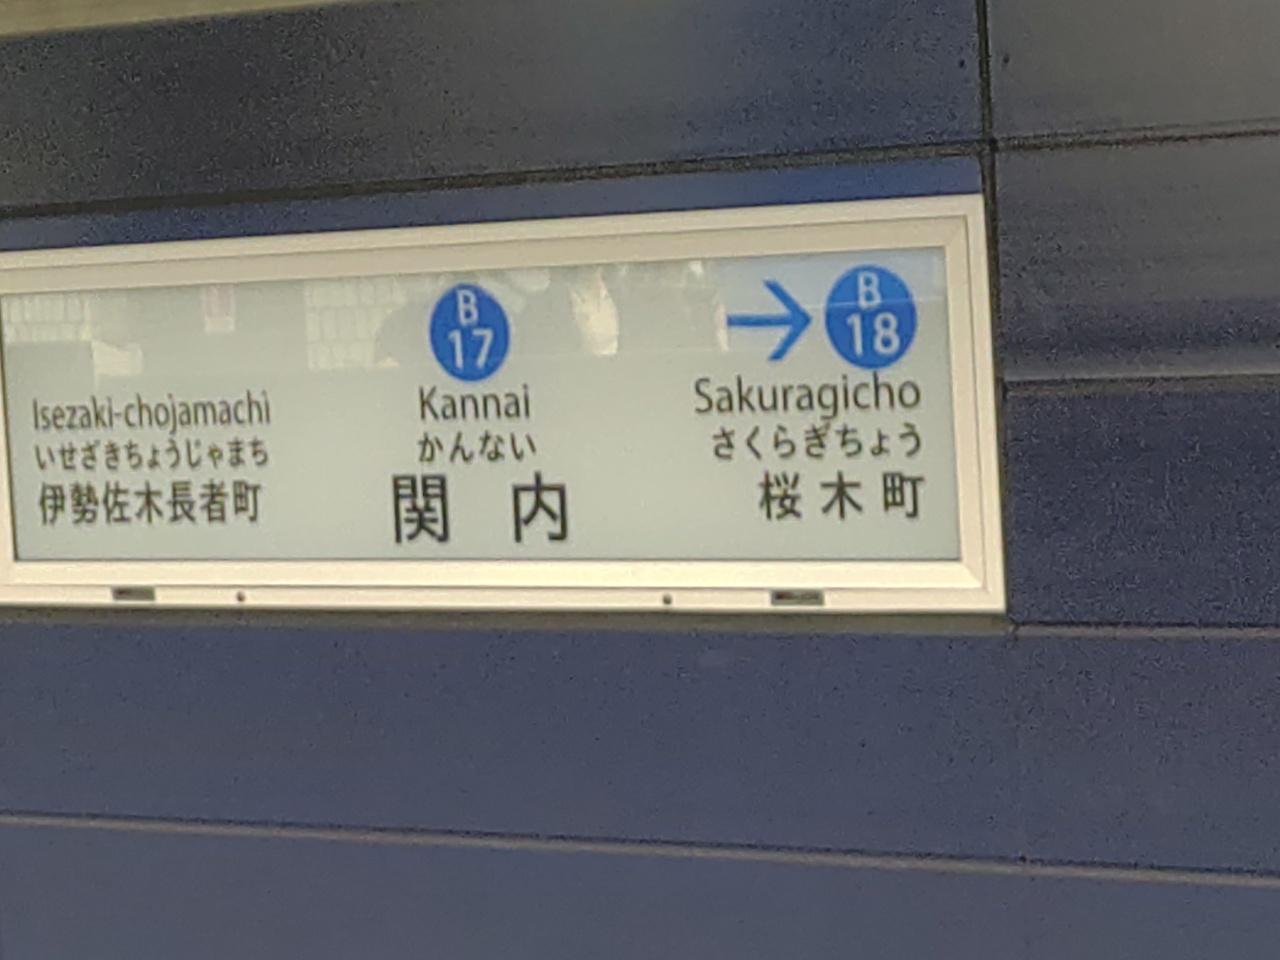 Isezaki-chojamachi
いせざきちょうじゃまち
伊勢佐木長者町
B
17
Kannai
かんない
関内
→ B
18
Sakuragicho
さくらぎちょう
桜木町